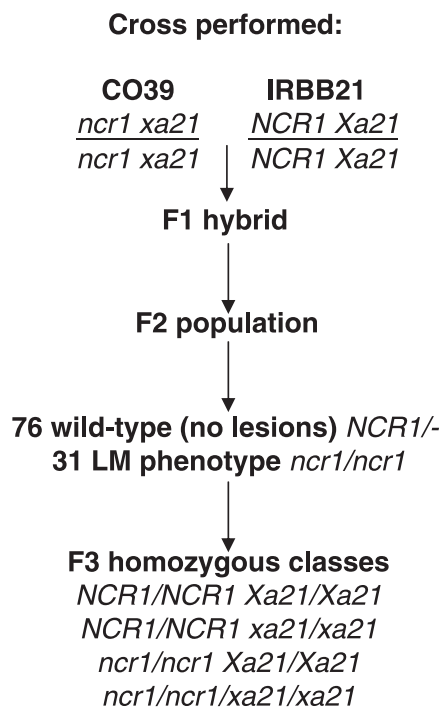 Cross performed:
CO39 IRBB21
ncr1 xa21 NCR1 Xa21
ncr1 xa21 NCR1 Xa21
F1 hybrid
F2 population
76 wild-type (no lesions) NCR1/-
31 LM phenotype ncr1/ncr1
F3 homozygous classes
NCR1/NCR1 Xa21/Xa21
NCR1/NCR1 xa21/xa21
ncr1/ncr1 Xa21/Xa21
ncr1/ncr1/xa21/xa21